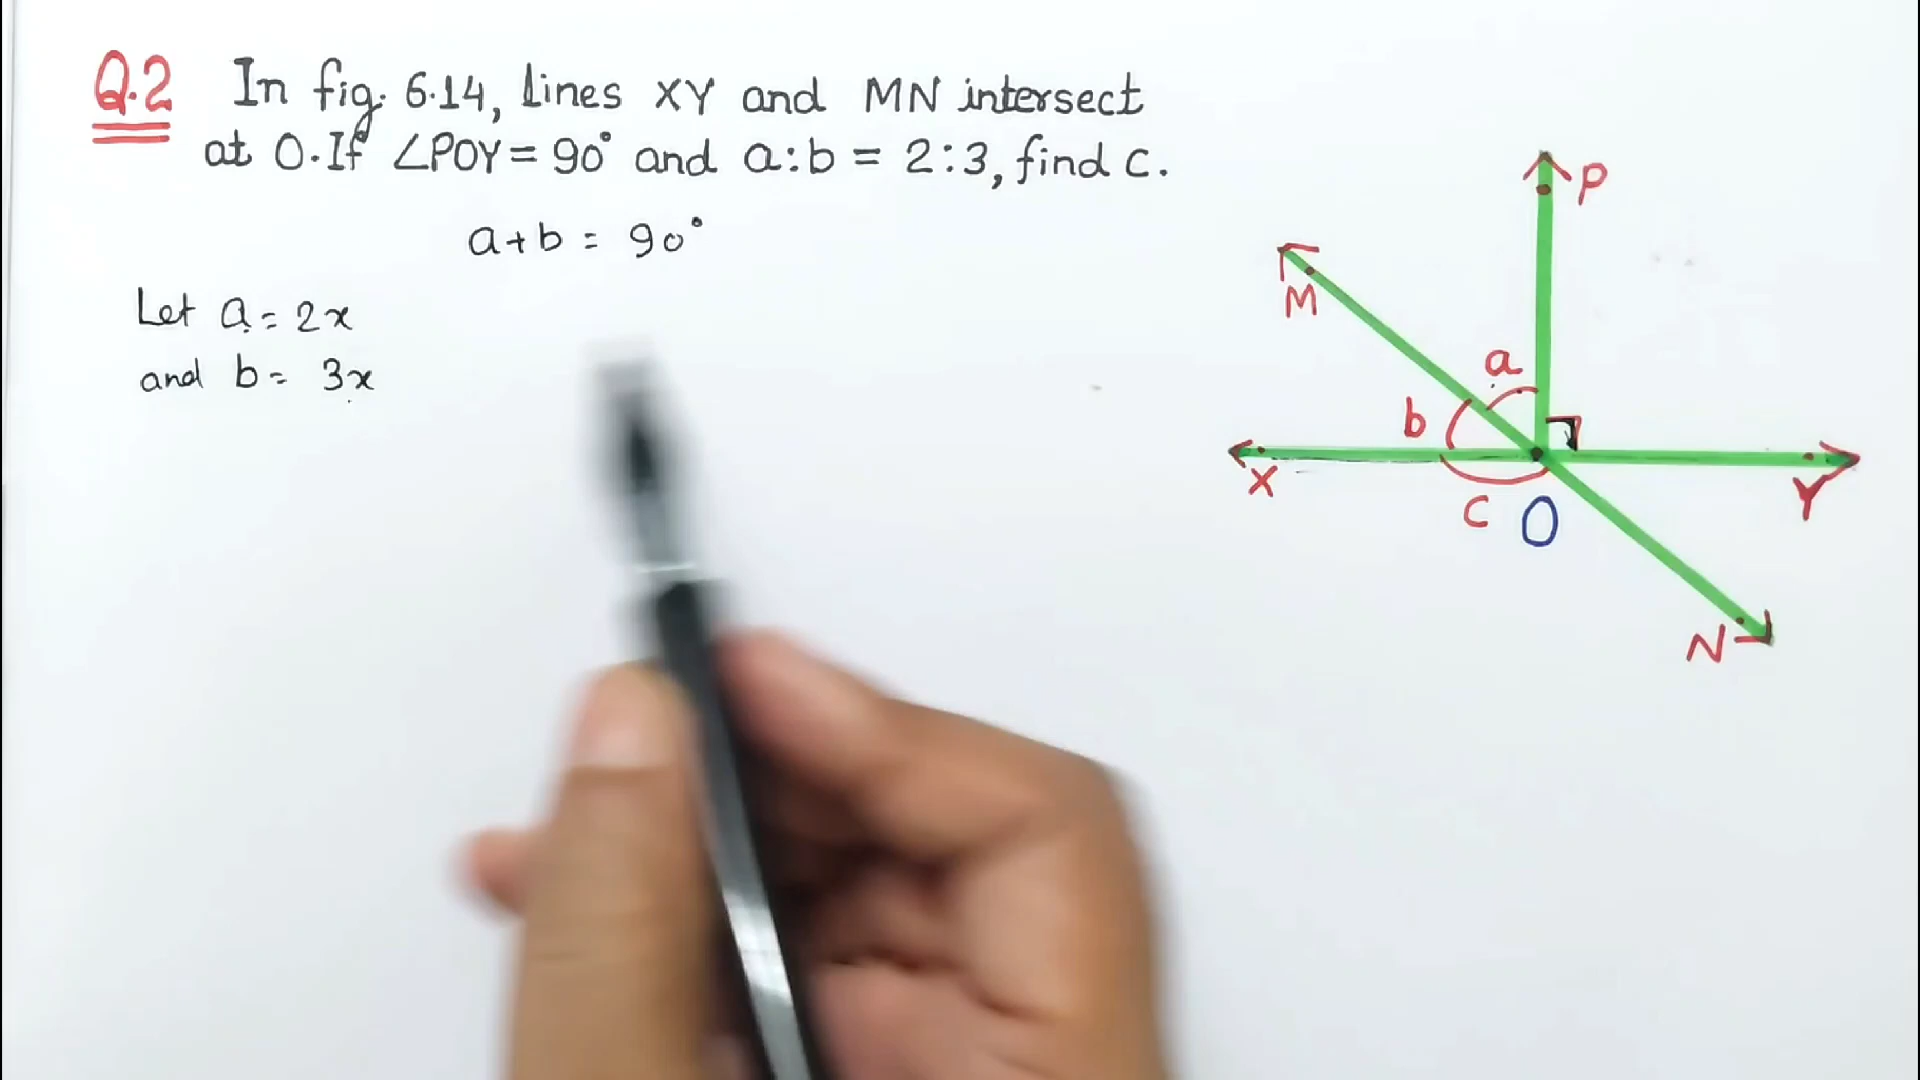 Q.2 In fig. 6.14, Lines XY and MN intersect
at O. If ∠POY = 90° and a:b = 2:3, find c.
a+b = 90°
Let a = 2x
and b = 3x
P
M
a
b
X
C
O
Y
N